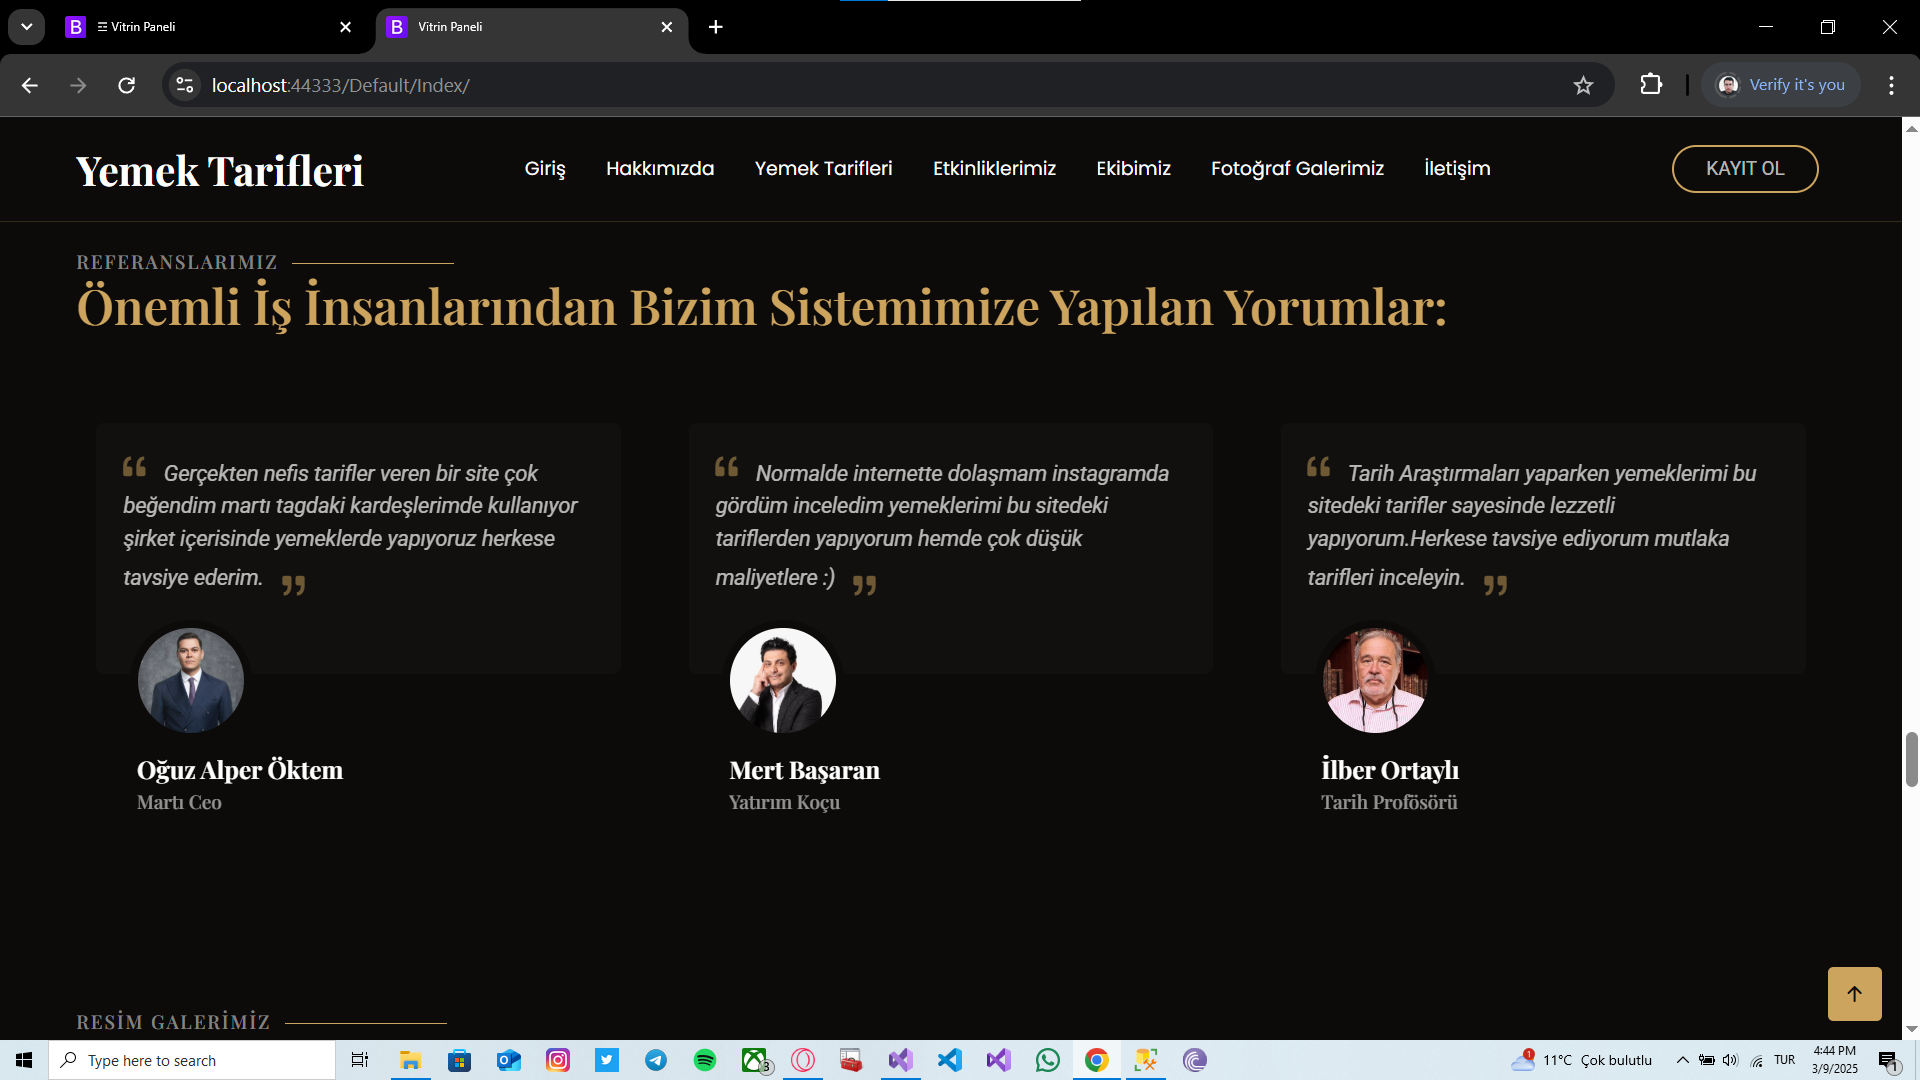 Vitrin Paneli
Vitrin Paneli
localhost:44333/Default/Index/
Verify it's you
Yemek Tarifleri
Giriş
Hakkımızda
Yemek Tarifleri
Etkinliklerimiz
Ekibimiz
Fotoğraf Galerimiz
İletişim
KAYIT OL
REFERANSLARIMIZ
Önemli İş İnsanlarından Bizim Sistemimize Yapılan Yorumlar:
Gerçekten nefis tarifler veren bir site çok
beğendim martı tagdaki kardeşlerimde kullanıyor
şirket içerisinde yemeklerde yapıyoruz herkese
tavsiye ederim.
Oğuz Alper Öktem
Martı Ceo
Normalde internette dolaşmam instagramda
gördüm inceledim yemeklerimi bu sitedeki
tariflerden yapıyorum hemde çok düşük
maliyetlere :)
Mert Başaran
Yatırım Koçu
Tarih Araştırmaları yaparken yemeklerimi bu
sitedeki tarifler sayesinde lezzetli
yapıyorum.Herkese tavsiye ediyorum mutlaka
tarifleri inceleyin.
İlber Ortaylı
Tarih Profösörü
RESİM GALERİMİZ
Type here to search
3
1
11°C Çok bulutlu
TUR
4:44 PM
3/9/2025
1